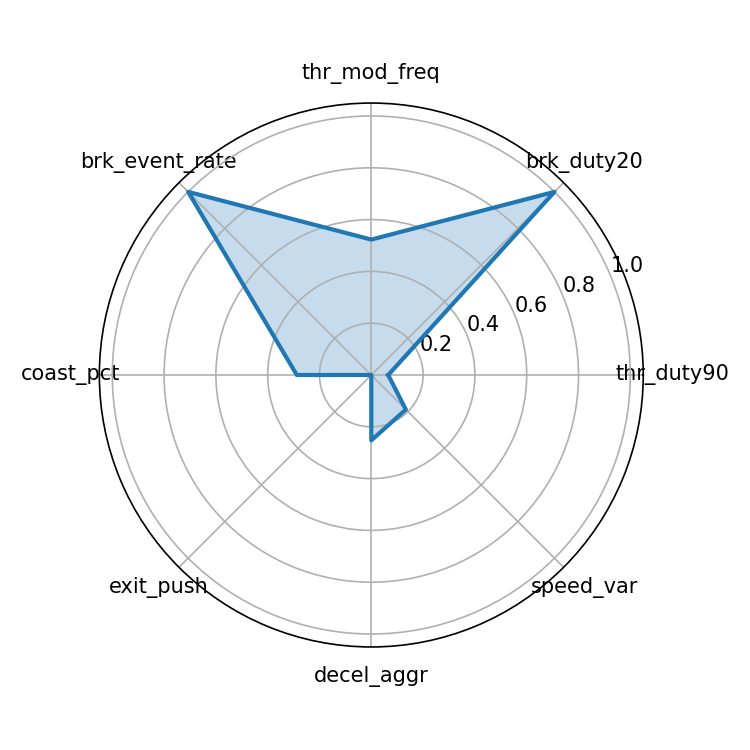 thr_mod_freq
brk_event_rate
brk_duty20
1.0
0.8
0.6
0.4
0.2
coast_pct
thr_duty90
exit_push
speed_var
decel_aggr